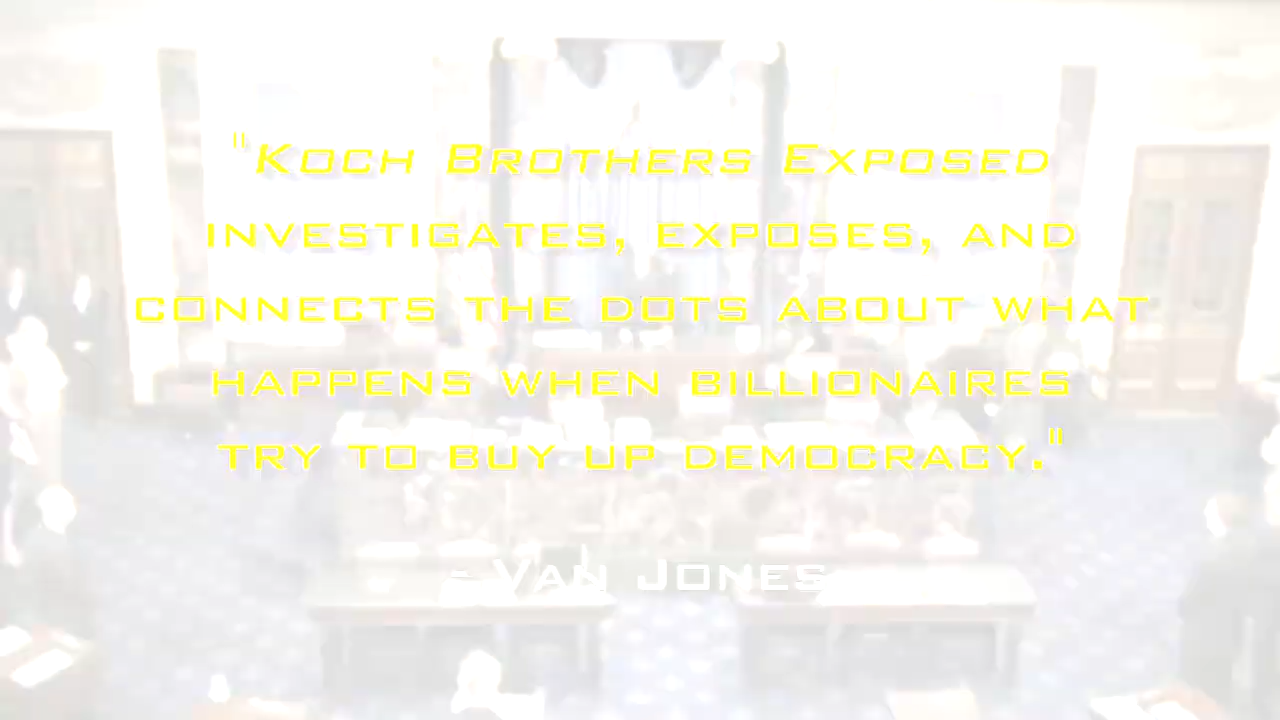 "Koch Brothers Exposed
investigates, exposes, and
connects the dots about what
happens when billionaires
try to buy up democracy."
- Van Jones